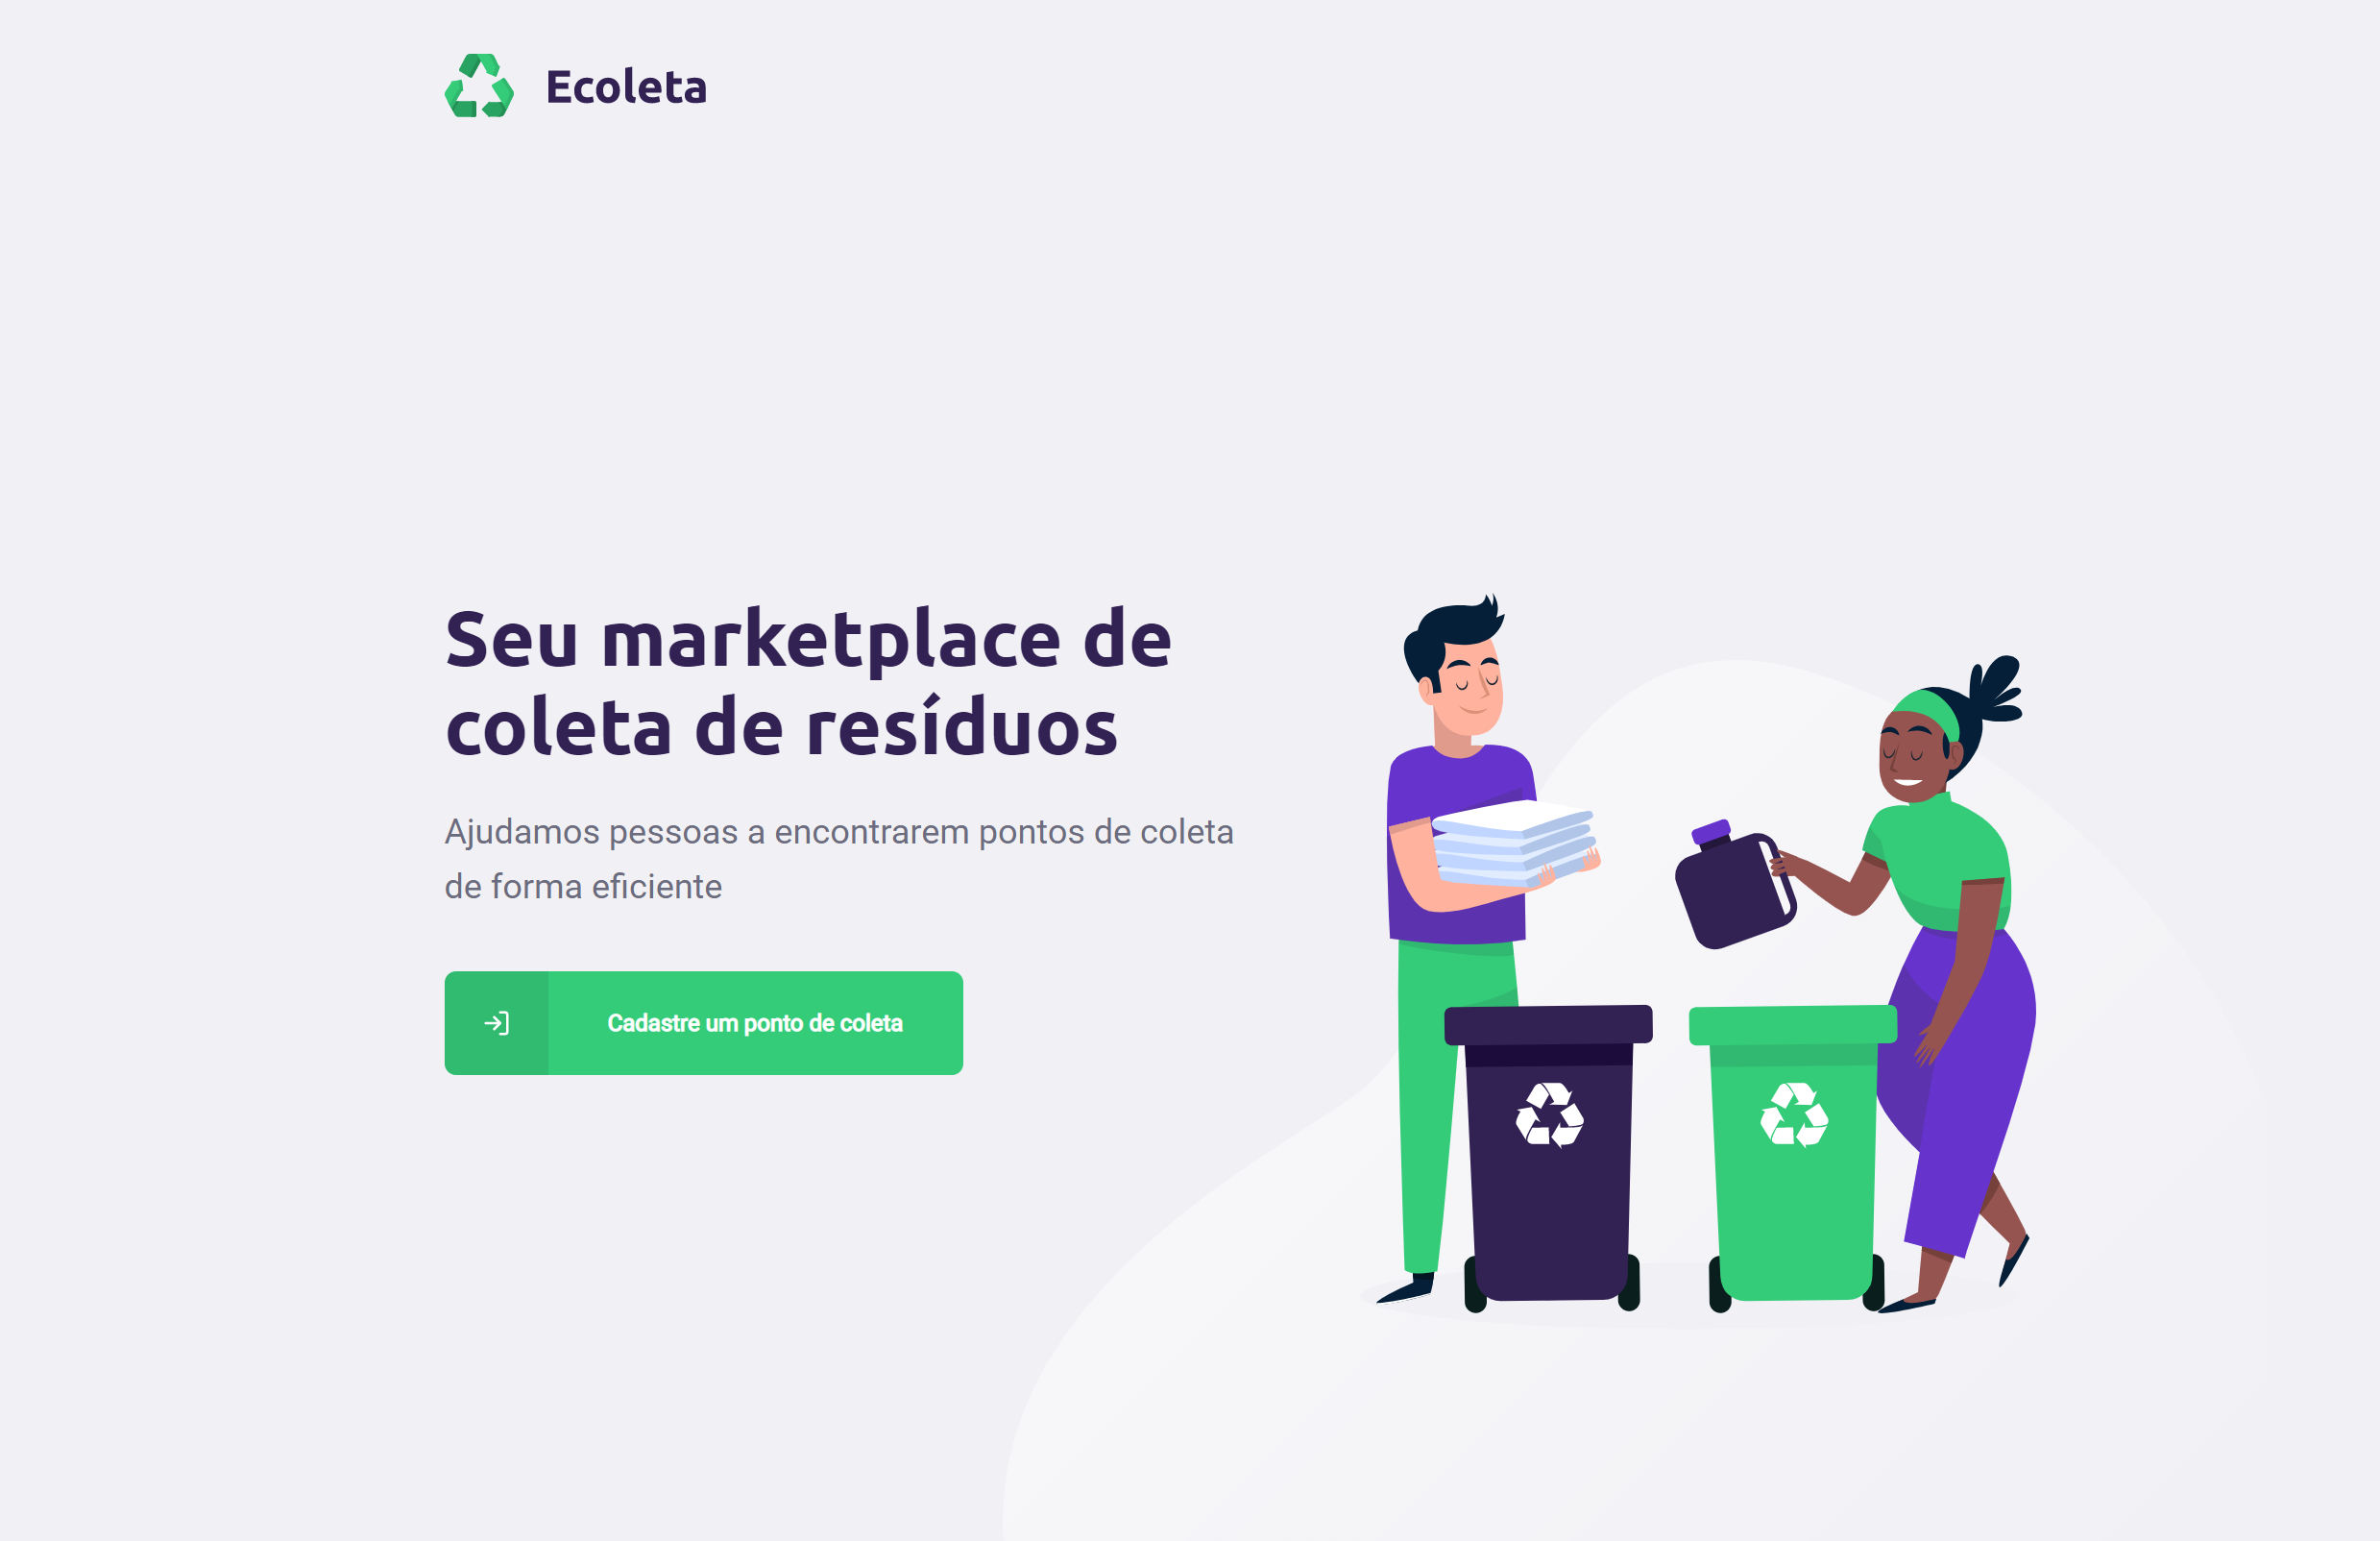 Ecoleta
Seu marketplace de
coleta de resíduos
Ajudamos pessoas a encontrarem pontos de coleta
de forma eficiente
Cadastre um ponto de coleta